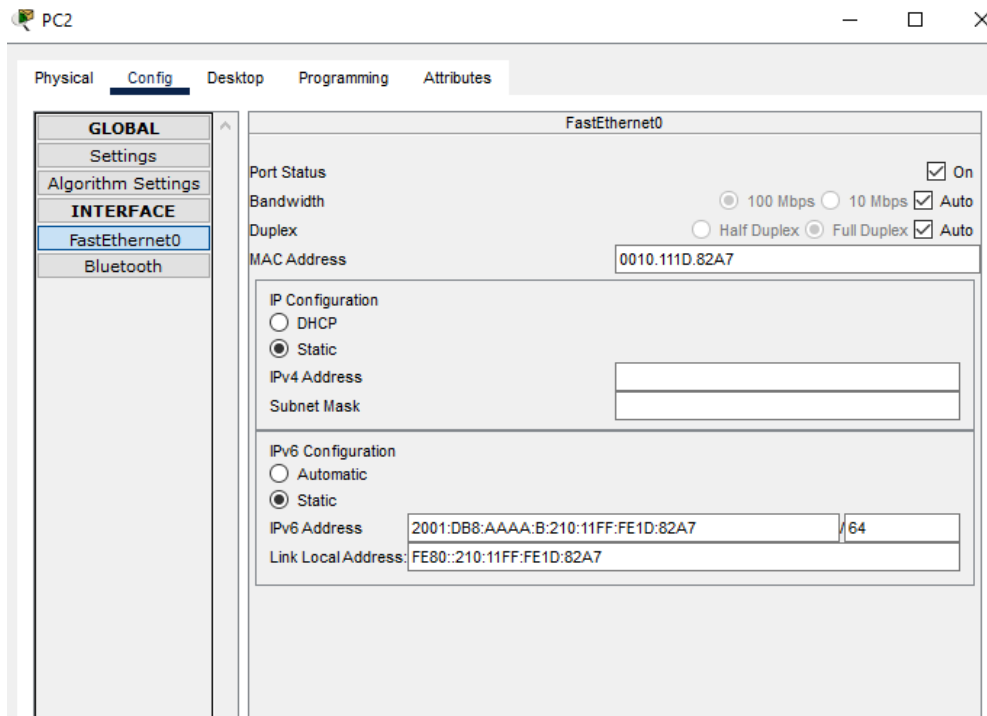 PC2
Physical Config Desktop Programming Attributes
GLOBAL
Settings
Algorithm Settings
INTERFACE
FastEthernet0
Bluetooth
FastEthernet0
Port Status On
Bandwidth 100 Mbps 10 Mbps Auto
Duplex Half Duplex Full Duplex Auto
MAC Address 0010.111D.82A7
IP Configuration
DHCP
Static
IPv4 Address
Subnet Mask
IPv6 Configuration
Automatic
Static
IPv6 Address 2001:DB8:AAAA:B:210:11FF:FE1D:82A7 / 64
Link Local Address: FE80::210:11FF:FE1D:82A7